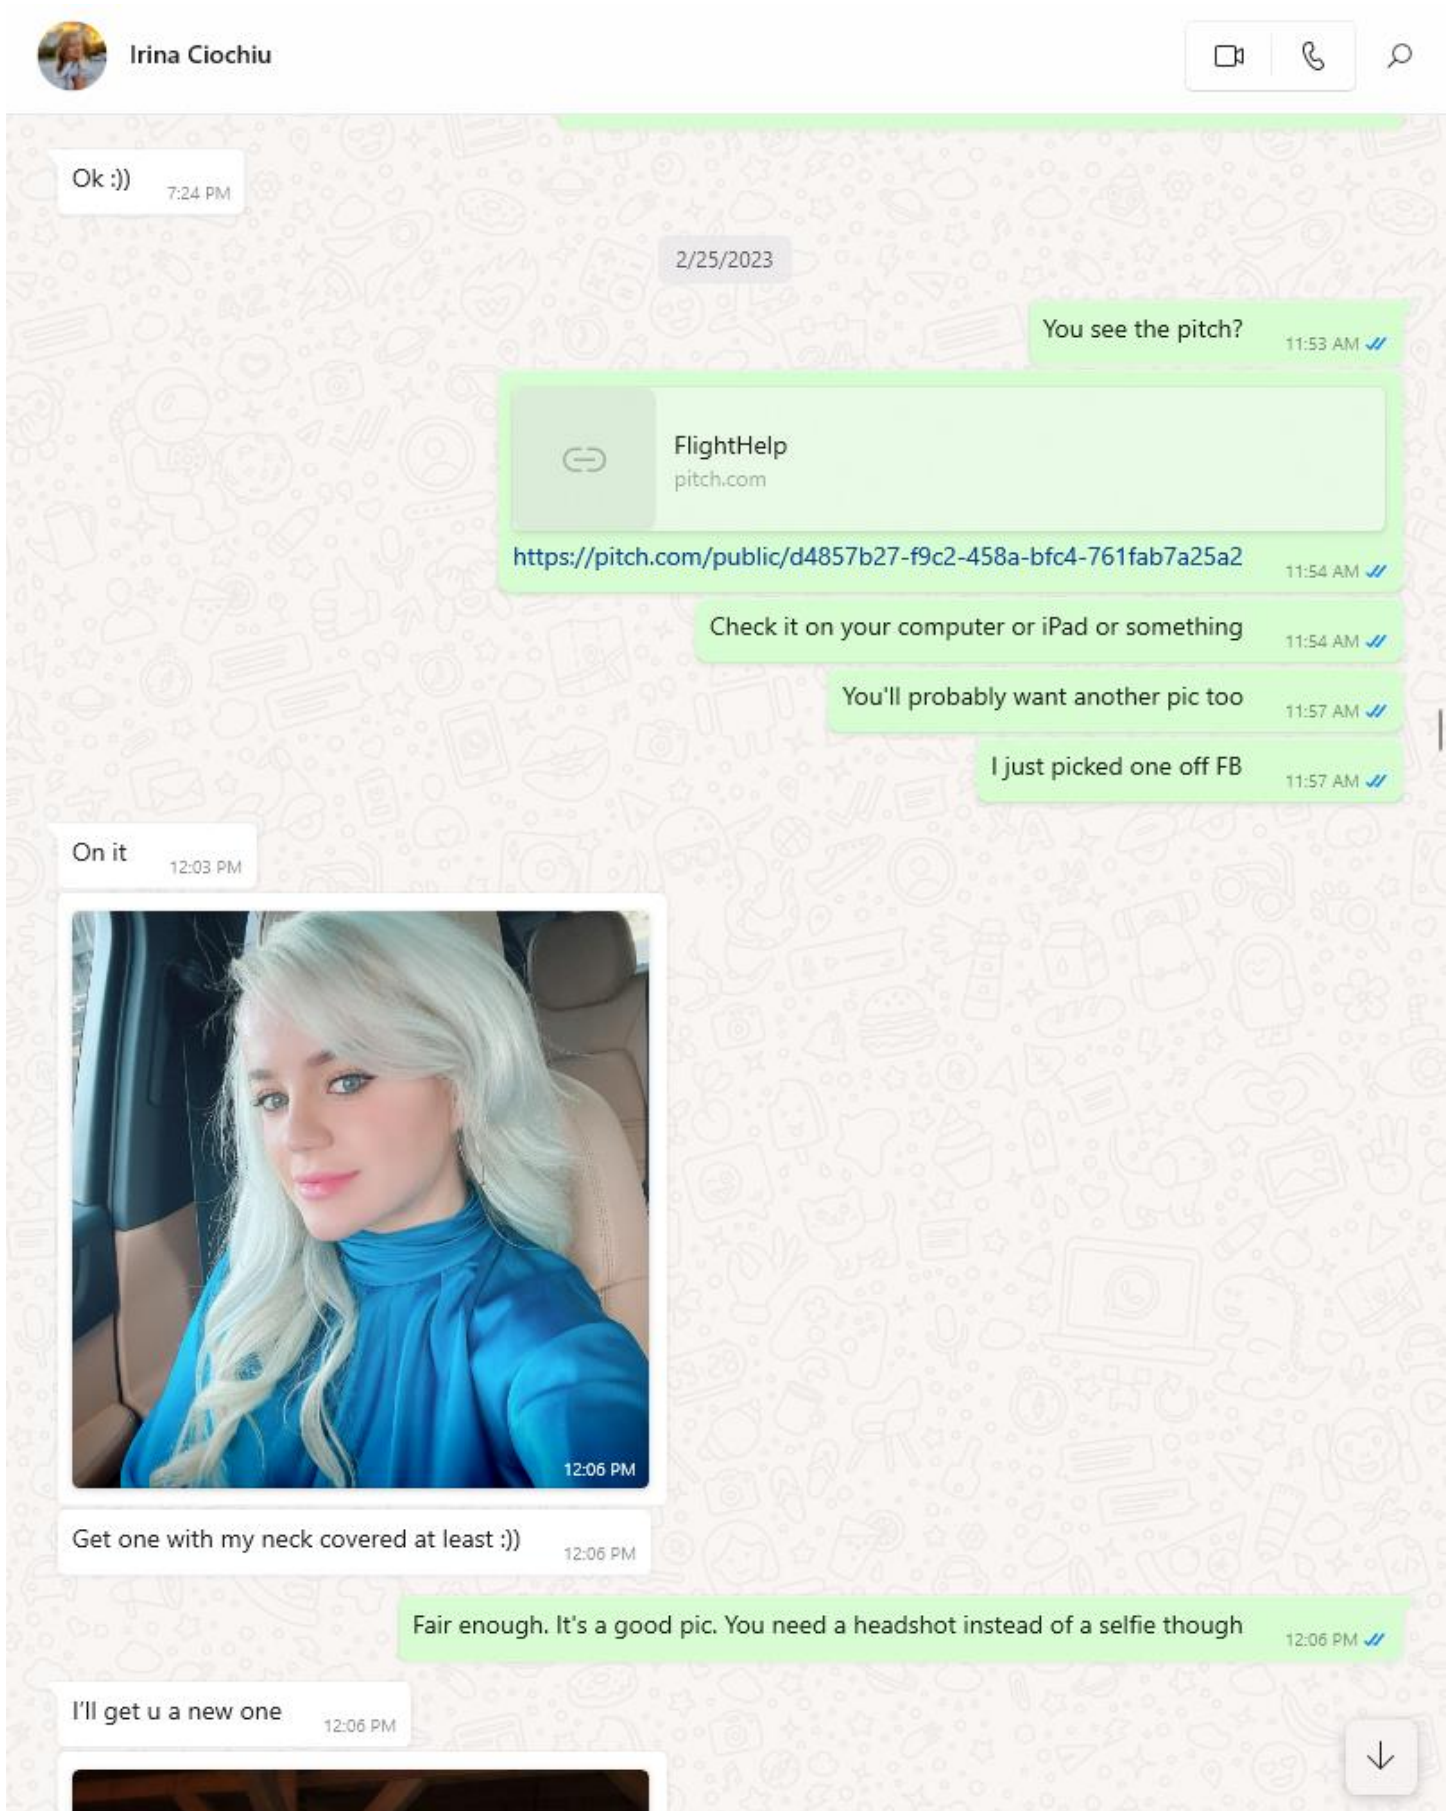 Irina Ciochiu
Ok :))
7:24 PM
2/25/2023
You see the pitch?
11:53 AM
FlightHelp
pitch.com
https://pitch.com/public/d4857b27-f9c2-458a-bfc4-761fab7a25a2
11:54 AM
Check it on your computer or iPad or something
11:54 AM
You'll probably want another pic too
11:57 AM
I just picked one off FB
11:57 AM
On it
12:03 PM
12:06 PM
Get one with my neck covered at least :))
12:06 PM
Fair enough. It's a good pic. You need a headshot instead of a selfie though
12:06 PM
I'll get u a new one
12:06 PM